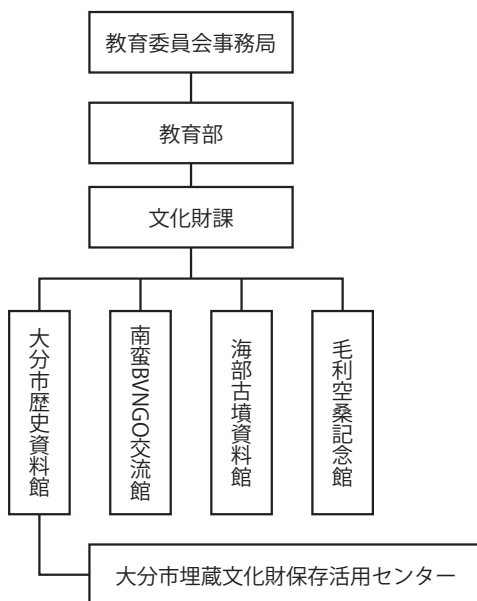 教育委員会事務局
教育部
文化財課
大分市歴史資料館
南蛮BVNGO交流館
海部古墳資料館
毛利空桑記念館
大分市埋蔵文化財保存活用センター